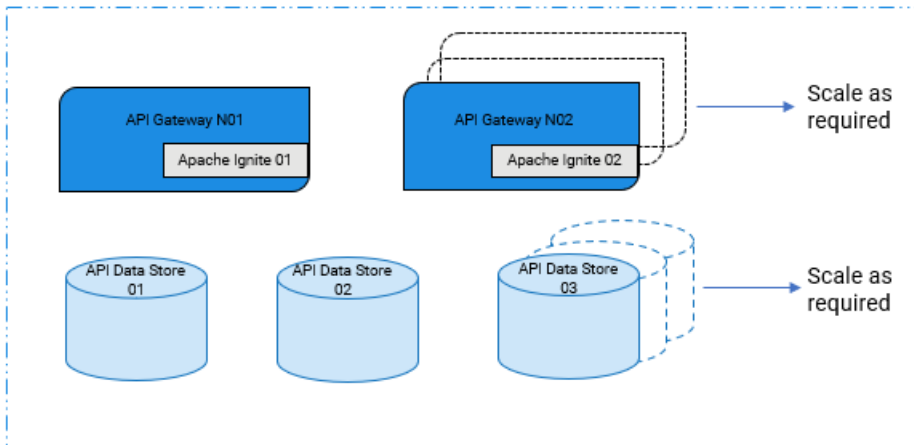 API Gateway N01
Apache Ignite 01
API Gateway N02
Apache Ignite 02
Scale as
required
API Data Store
01
API Data Store
02
API Data Store
03
Scale as
required